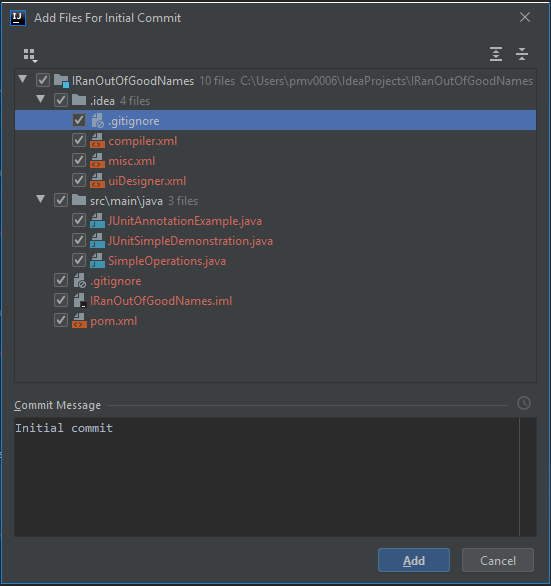 IJ
Add Files For Initial Commit
IRanOutOfGoodNames 10 files C:\Users\pmv0006\IdeaProjects\IRanOutOfGoodNames
.idea 4 files
.gitignore
compiler.xml
misc.xml
uiDesigner.xml
src\main\java 3 files
JUnitAnnotationExample.java
JUnitSimpleDemonstration.java
SimpleOperations.java
.gitignore
IRanOutOfGoodNames.iml
pom.xml
Commit Message
Initial commit
Add
Cancel